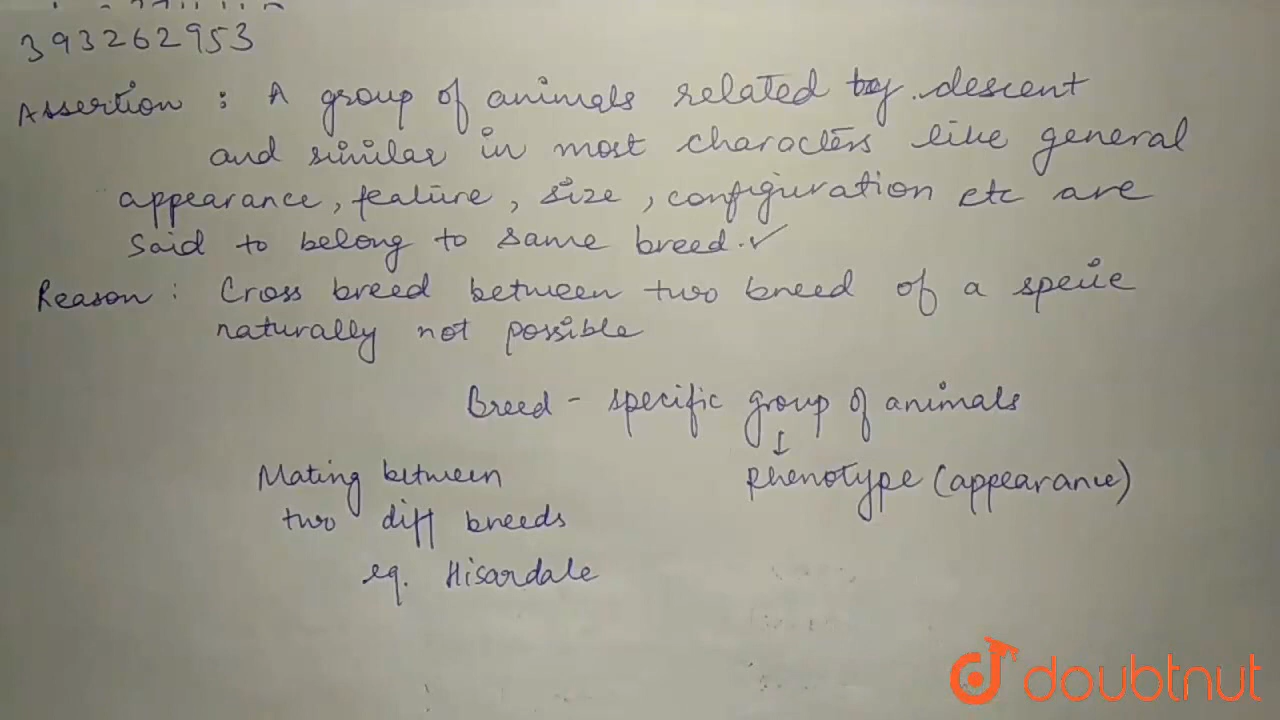 393262953
Assertion : A group of animals related by descent
and similar in most characters like general
appearance, feature, size, configuration etc are
said to belong to same breed. ✓
Reason : Cross breed between two breed of a specie
naturally not possible
Breed - specific group of animals
↓
Mating between phenotype (appearance)
two diff breeds
eg. Hisardale
doubtnut